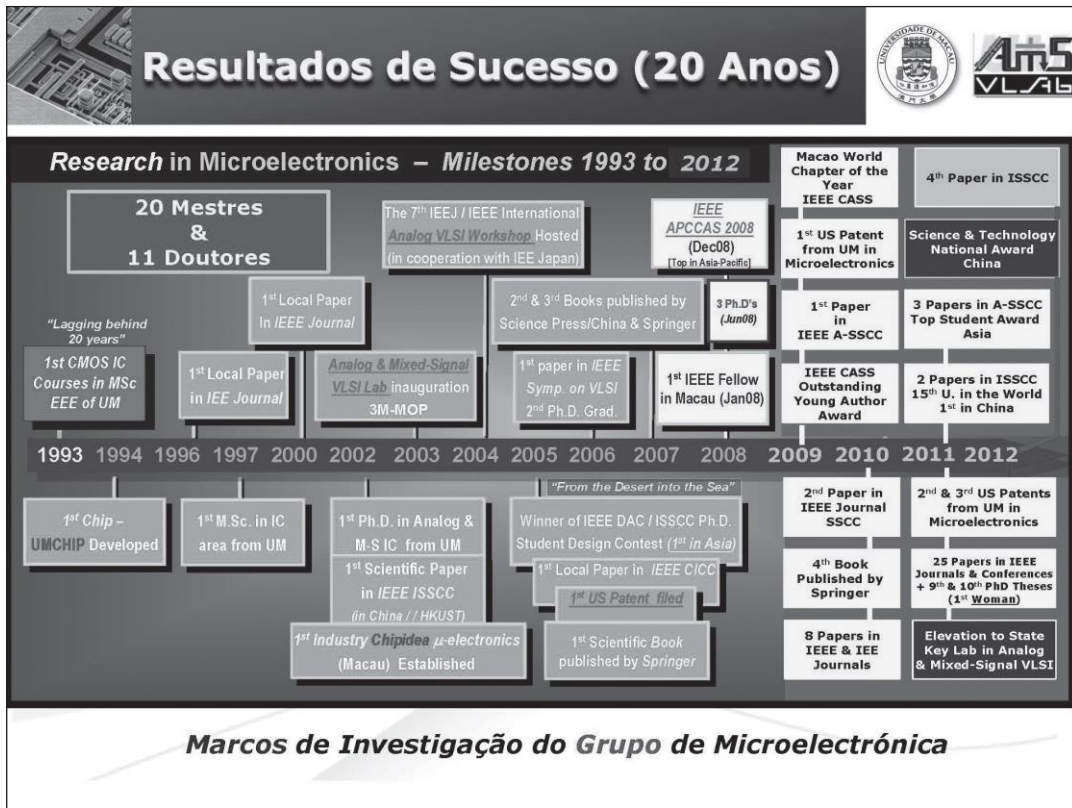 Resultados de Sucesso (20 Anos)
UNIVERSIDADE DE MACAU
澳門大學
AMS
VLSI Lab
Research in Microelectronics – Milestones 1993 to 2012
20 Mestres
&
11 Doutores
The 7th IEEJ / IEEE International
Analog VLSI Workshop Hosted
(in cooperation with IEE Japan)
IEEE
APCCAS 2008
(Dec08)
[Top in Asia-Pacific]
Macao World
Chapter of the
Year
IEEE CASS
4th Paper in ISSCC
1st US Patent
from UM in
Microelectronics
Science & Technology
National Award
China
1st Local Paper
In IEEE Journal
2nd & 3rd Books published by
Science Press/China & Springer
3 Ph.D's
(Jun08)
1st Paper
in
IEEE A-SSCC
3 Papers in A-SSCC
Top Student Award
Asia
"Lagging behind
20 years"
1st CMOS IC
Courses in MSc
EEE of UM
1st Local Paper
in IEE Journal
Analog & Mixed-Signal
VLSI Lab inauguration
3M-MOP
1st paper in IEEE
Symp. on VLSI
2nd Ph.D. Grad.
1st IEEE Fellow
in Macau (Jan08)
IEEE CASS
Outstanding
Young Author
Award
2 Papers in ISSCC
15th U. in the World
1st in China
1993 1994 1996 1997 2000 2002 2003 2004 2005 2006 2007 2008 2009 2010 2011 2012
1st Chip –
UMCHIP Developed
1st M.Sc. in IC
area from UM
1st Ph.D. in Analog &
M-S IC from UM
1st Scientific Paper
in IEEE ISSCC
(in China // HKUST)
1st Industry Chipidea µ-electronics
(Macau) Established
"From the Desert into the Sea"
Winner of IEEE DAC / ISSCC Ph.D.
Student Design Contest (1st in Asia)
1st Local Paper in IEEE CICC
1st US Patent filed
1st Scientific Book
published by Springer
2nd Paper in
IEEE Journal
SSCC
4th Book
Published by
Springer
8 Papers in
IEEE & IEE
Journals
2nd & 3rd US Patents
from UM in
Microelectronics
25 Papers in IEEE
Journals & Conferences
+ 9th & 10th PhD Theses
(1st Woman)
Elevation to State
Key Lab in Analog
& Mixed-Signal VLSI
Marcos de Investigação do Grupo de Microelectrónica